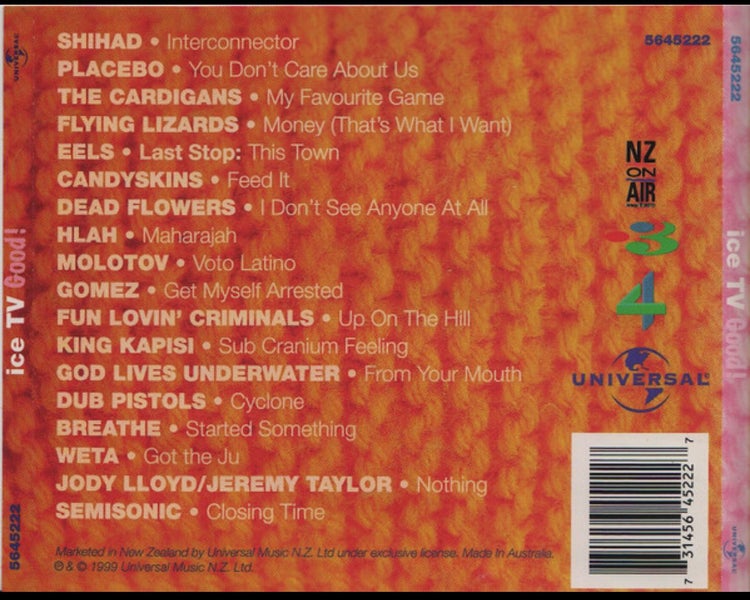 SHIHAD • Interconnector
PLACEBO • You Don't Care About Us
THE CARDIGANS • My Favourite Game
FLYING LIZARDS • Money (That's What I Want)
EELS • Last Stop: This Town
CANDYSKINS • Feed It
DEAD FLOWERS • I Don't See Anyone At All
HLAH • Maharajah
MOLOTOV • Voto Latino
GOMEZ • Get Myself Arrested
FUN LOVIN' CRIMINALS • Up On The Hill
KING KAPISI • Sub Cranium Feeling
GOD LIVES UNDERWATER • From Your Mouth
DUB PISTOLS • Cyclone
BREATHE • Started Something
WETA • Got the Ju
JODY LLOYD/JEREMY TAYLOR • Nothing
SEMISONIC • Closing Time
Marketed in New Zealand by Universal Music N.Z. Ltd under exclusive license. Made In Australia.
℗ & © 1999 Universal Music N.Z. Ltd.
5645222
NZ
ON
AIR
3
4
UNIVERSAL
7 31456 45222 7
UNIVERSAL
ice TV Good!
5645222
5645222
ice TV Good!
UNIVERSAL